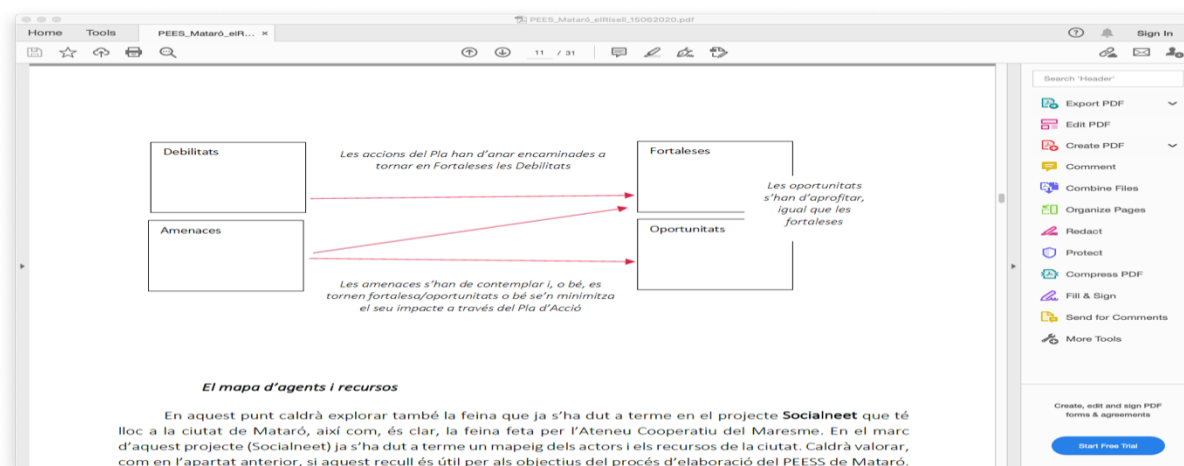 PEES_Mataró_elRisell_15062020.pdf
Home Tools PEES_Mataró_elR... ×
? Sign In
11 / 31
Search 'Header'
Export PDF
Edit PDF
Create PDF
Comment
Combine Files
Organize Pages
Redact
Protect
Compress PDF
Fill & Sign
Send for Comments
More Tools
Create, edit and sign PDF
forms & agreements
Start Free Trial
Debilitats
Les accions del Pla han d'anar encaminades a
tornar en Fortaleses les Debilitats
Fortaleses
Les oportunitats
s'han d'aprofitar,
igual que les
fortaleses
Amenaces
Oportunitats
Les amenaces s'han de contemplar i, o bé, es
tornen fortalesa/oportunitats o bé se'n minimitza
el seu impacte a través del Pla d'Acció
El mapa d'agents i recursos
En aquest punt caldrà explorar també la feina que ja s'ha dut a terme en el projecte Socialneet que té
lloc a la ciutat de Mataró, així com, és clar, la feina feta per l'Ateneu Cooperatiu del Maresme. En el marc
d'aquest projecte (Socialneet) ja s'ha dut a terme un mapeig dels actors i els recursos de la ciutat. Caldrà valorar,
com en l'apartat anterior, si aquest recull és útil per als objectius del procés d'elaboració del PEESS de Mataró.